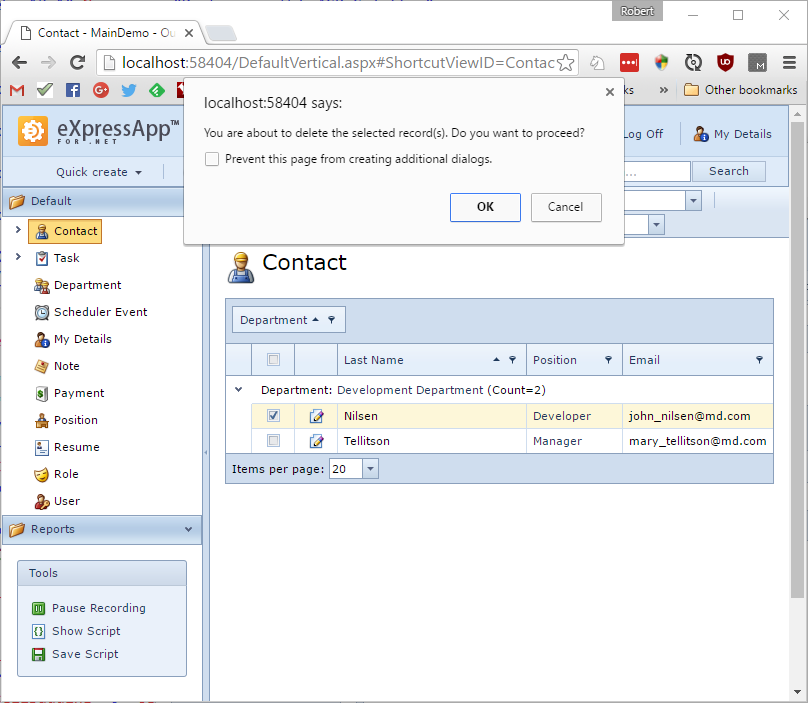 Robert
Contact - MainDemo - Ou
localhost:58404/DefaultVertical.aspx#ShortcutViewID=Contac
ks » Other bookmarks
localhost:58404 says:
You are about to delete the selected record(s). Do you want to proceed?
Prevent this page from creating additional dialogs.
OK Cancel
eXpressApp™
FOR .NET
Log Off My Details
Quick create
... Search
Default
Contact
Task
Department
Scheduler Event
My Details
Note
Payment
Position
Resume
Role
User
Reports
Tools
Pause Recording
Show Script
Save Script
Contact
Department
Last Name Position Email
Department: Development Department (Count=2)
Nilsen Developer john_nilsen@md.com
Tellitson Manager mary_tellitson@md.com
Items per page: 20